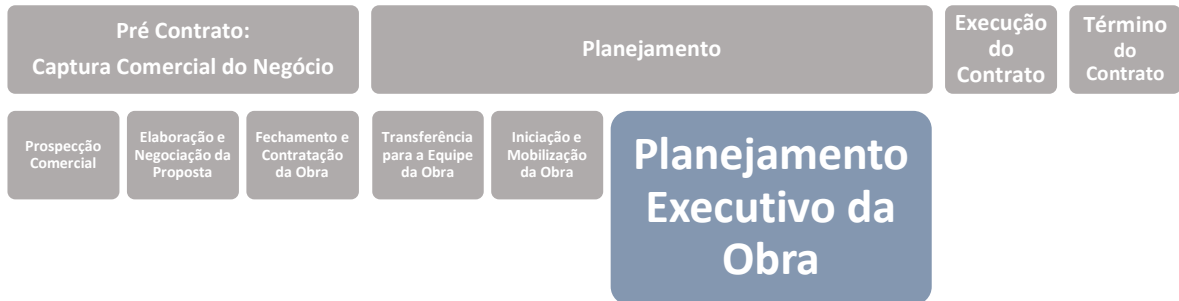 Pré Contrato:
Captura Comercial do Negócio
Planejamento
Execução
do
Contrato
Término
do
Contrato
Prospecção
Comercial
Elaboração e
Negociação da
Proposta
Fechamento e
Contratação
da Obra
Transferência
para a Equipe
da Obra
Iniciação e
Mobilização
da Obra
Planejamento
Executivo da
Obra